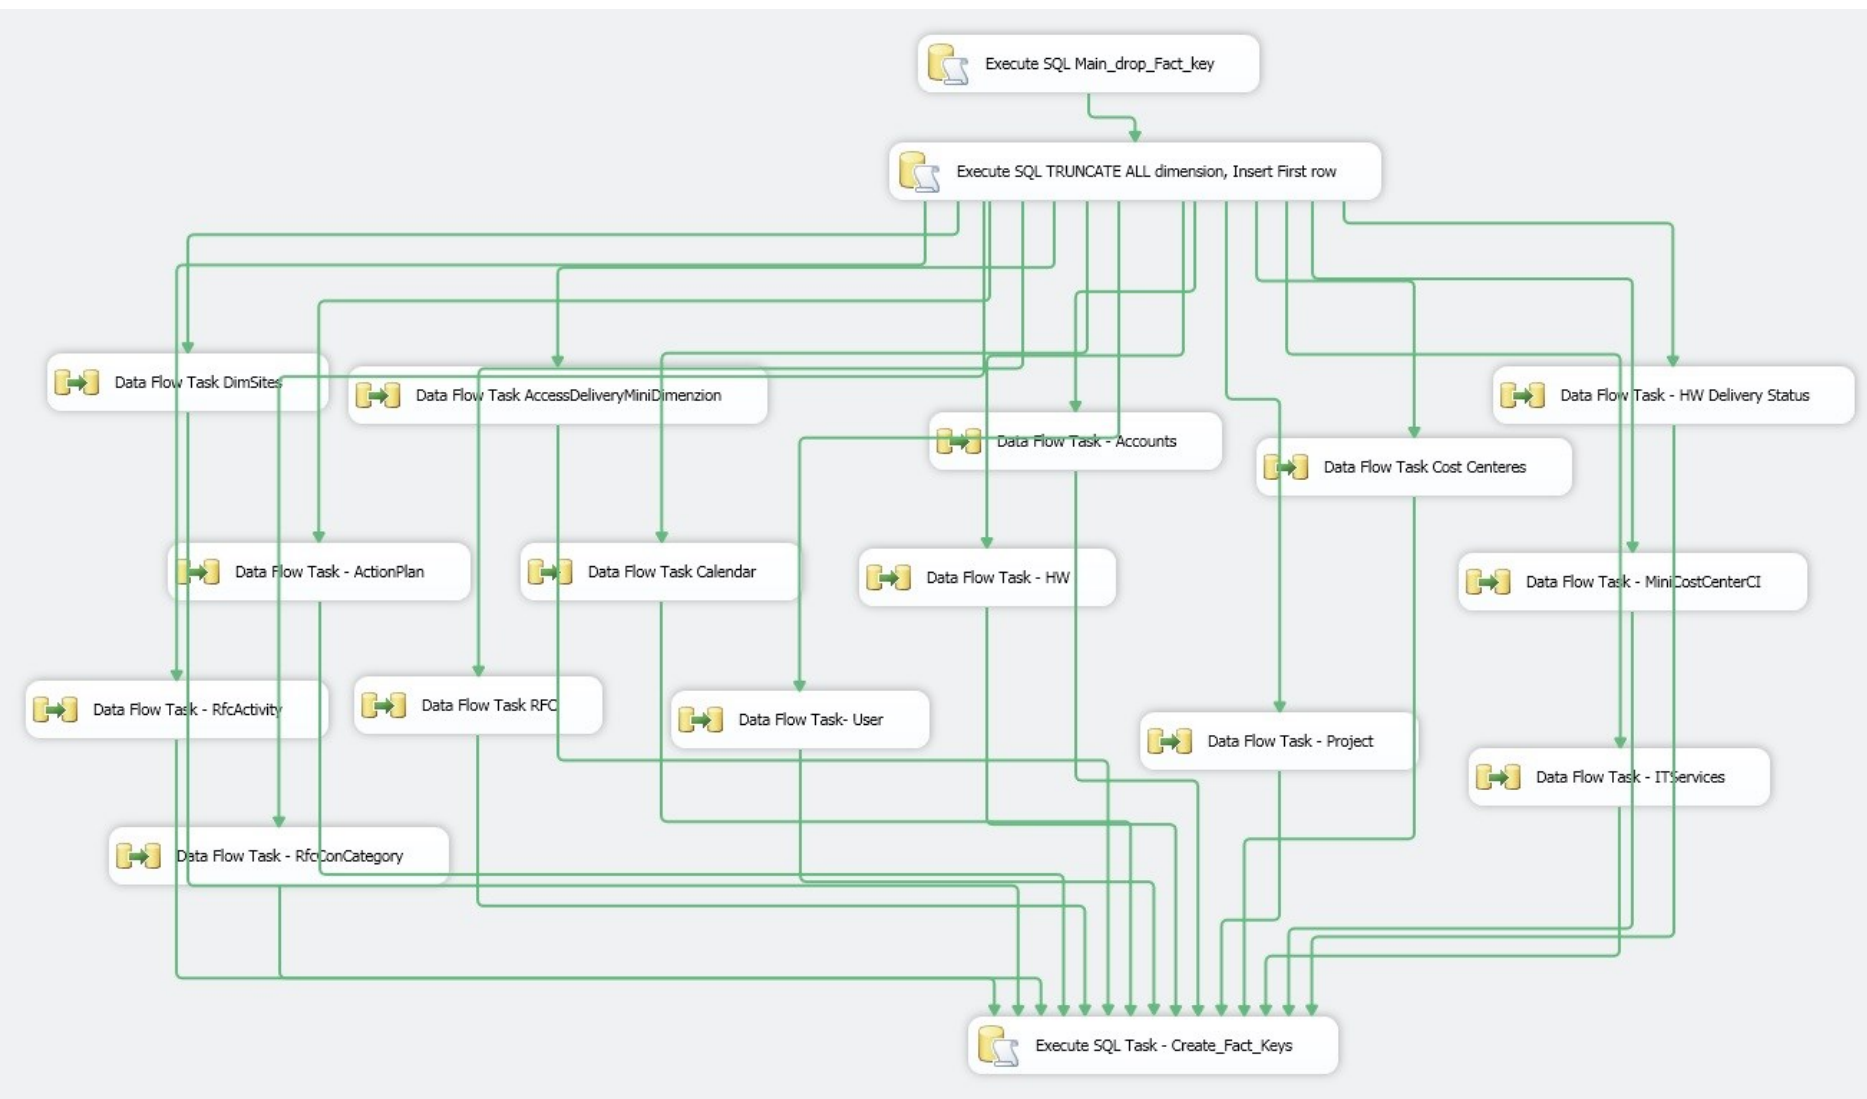 Execute SQL Main_drop_Fact_key
Execute SQL TRUNCATE ALL dimension, Insert First row
Data Flow Task DimSites
Data Flow Task AccessDeliveryMiniDimenzion
Data Flow Task - HW Delivery Status
Data Flow Task - Accounts
Data Flow Task Cost Centeres
Data Flow Task - ActionPlan
Data Flow Task Calendar
Data Flow Task - HW
Data Flow Task - MiniCostCenterCI
Data Flow Task - RfcActivity
Data Flow Task RFC
Data Flow Task- User
Data Flow Task - Project
Data Flow Task - ITServices
Data Flow Task - RfcConCategory
Execute SQL Task - Create_Fact_Keys